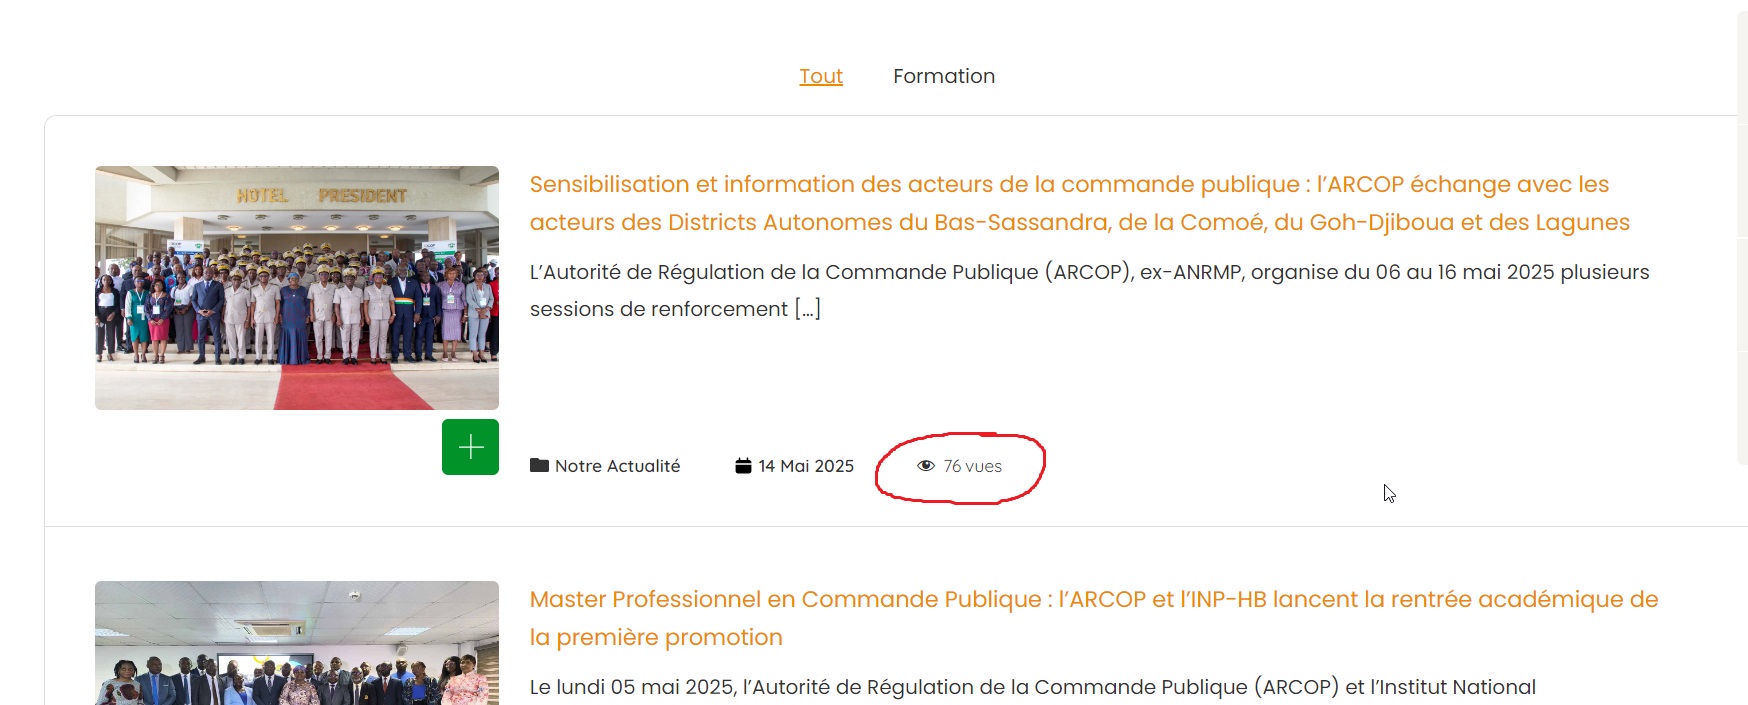 Tout Formation
HOTEL PRESIDENT
Sensibilisation et information des acteurs de la commande publique : l’ARCOP échange avec les
acteurs des Districts Autonomes du Bas-Sassandra, de la Comoé, du Goh-Djiboua et des Lagunes
L’Autorité de Régulation de la Commande Publique (ARCOP), ex-ANRMP, organise du 06 au 16 mai 2025 plusieurs
sessions de renforcement […]
Notre Actualité 14 Mai 2025 76 vues
Master Professionnel en Commande Publique : l’ARCOP et l’INP-HB lancent la rentrée académique de
la première promotion
Le lundi 05 mai 2025, l’Autorité de Régulation de la Commande Publique (ARCOP) et l’Institut National